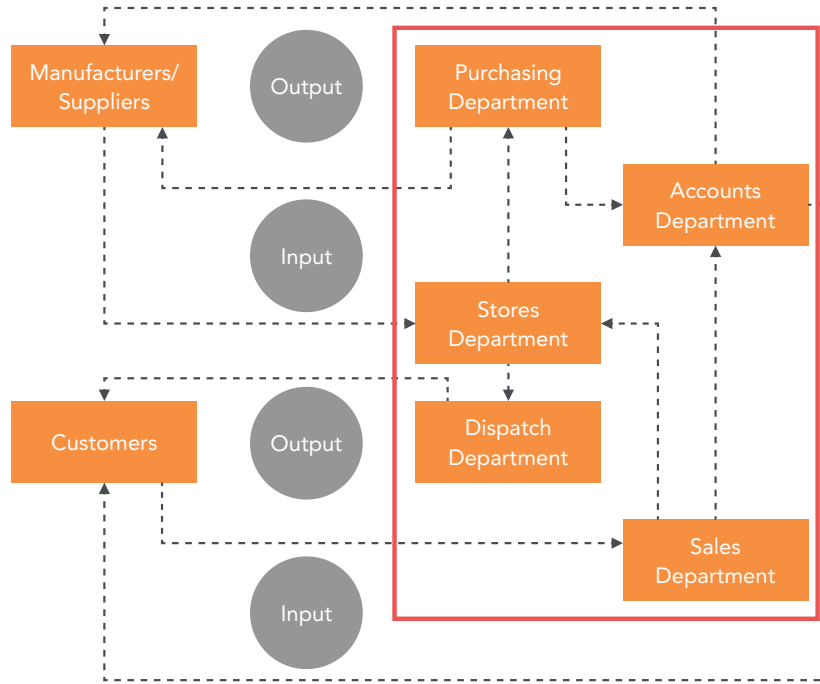 Manufacturers/
Suppliers
Output
Purchasing
Department
Accounts
Department
Input
Stores
Department
Customers
Output
Dispatch
Department
Sales
Department
Input